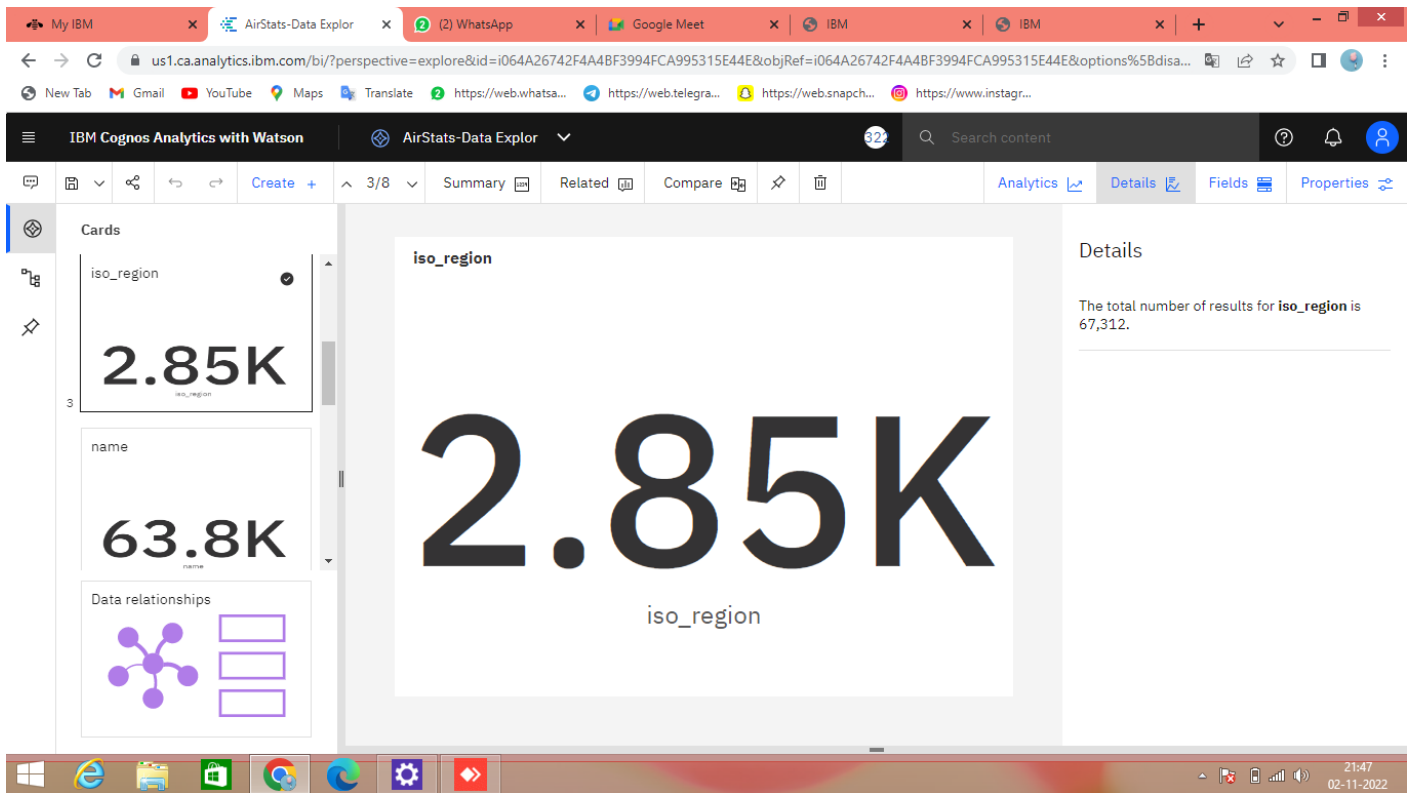 My IBM
AirStats-Data Explor
(2) WhatsApp
Google Meet
IBM
IBM
us1.ca.analytics.ibm.com/bi/?perspective=explore&id=i064A26742F4A4BF3994FCA995315E44E&objRef=i064A26742F4A4BF3994FCA995315E44E&options%5Bdisa...
New Tab
Gmail
YouTube
Maps
Translate
https://web.whatsa...
https://web.telegra...
https://web.snapch...
https://www.instagr...
IBM Cognos Analytics with Watson
AirStats-Data Explor
322
Search content
Create +
3/8
Summary
Related
Compare
Analytics
Details
Fields
Properties
Cards
iso_region
2.85K
iso_region
3
name
63.8K
name
Data relationships
iso_region
2.85K
iso_region
Details
The total number of results for iso_region is
67,312.
21:47
02-11-2022